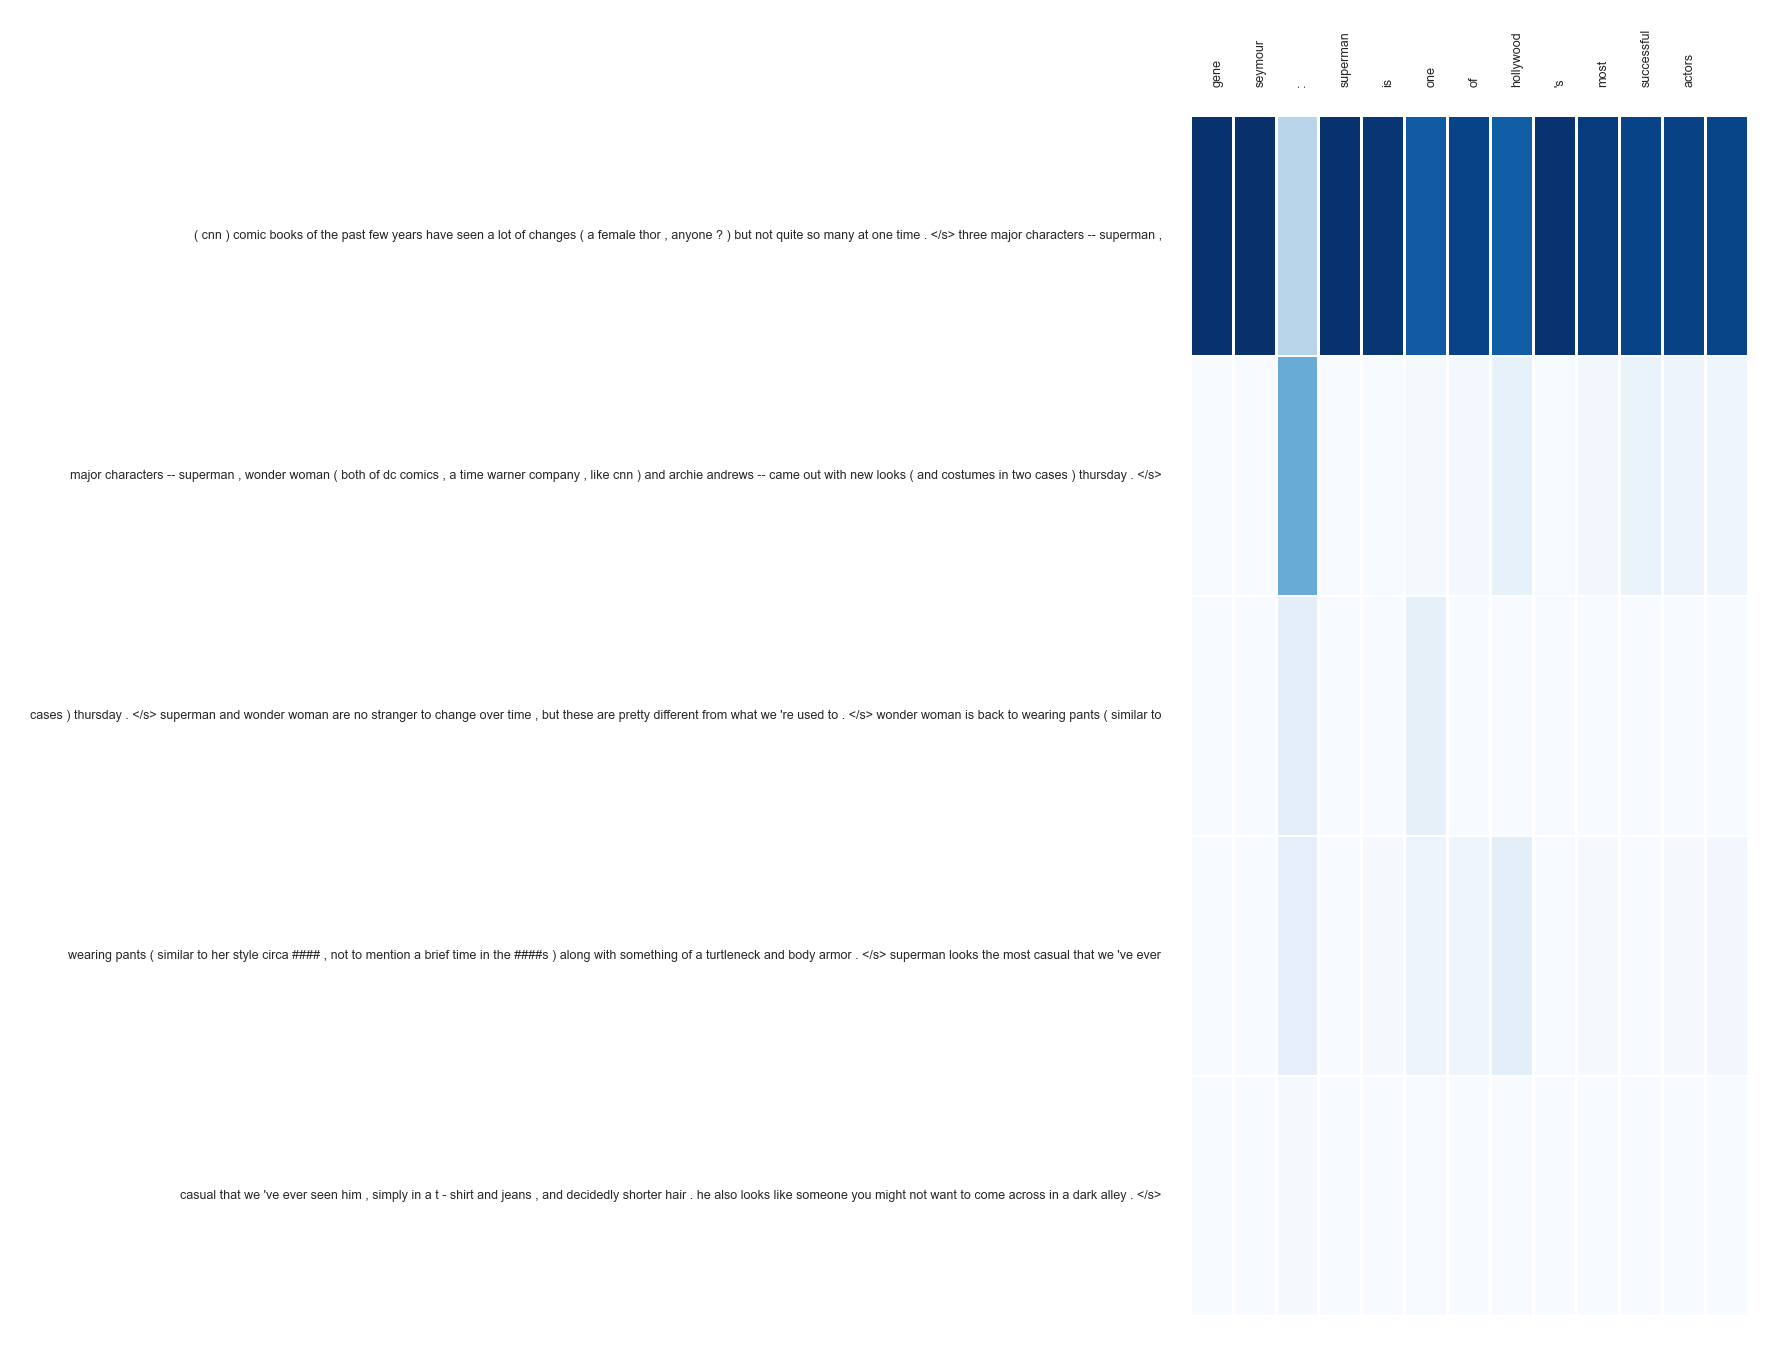 gene
seymour
:
superman
is
one
of
hollywood
's
most
successful
actors
( cnn ) comic books of the past few years have seen a lot of changes ( a female thor , anyone ? ) but not quite so many at one time . </s> three major characters -- superman ,
major characters -- superman , wonder woman ( both of dc comics , a time warner company , like cnn ) and archie andrews -- came out with new looks ( and costumes in two cases ) thursday . </s>
cases ) thursday . </s> superman and wonder woman are no stranger to change over time , but these are pretty different from what we 're used to . </s> wonder woman is back to wearing pants ( similar to
wearing pants ( similar to her style circa #### , not to mention a brief time in the ####s ) along with something of a turtleneck and body armor . </s> superman looks the most casual that we 've ever
casual that we 've ever seen him , simply in a t - shirt and jeans , and decidedly shorter hair . he also looks like someone you might not want to come across in a dark alley . </s>